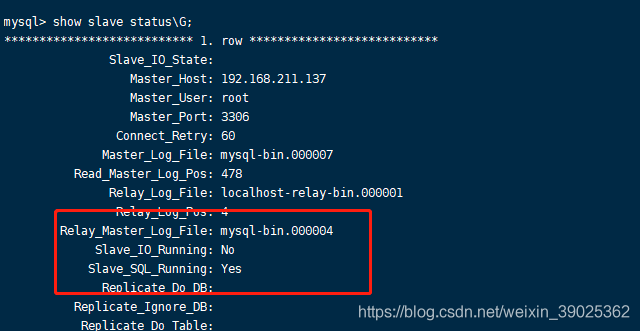 mysql> show slave status\G;
*************************** 1. row ***************************
Slave_IO_State:
Master_Host: 192.168.211.137
Master_User: root
Master_Port: 3306
Connect_Retry: 60
Master_Log_File: mysql-bin.000007
Read_Master_Log_Pos: 478
Relay_Log_File: localhost-relay-bin.000001
Relay_Log_Pos: 4
Relay_Master_Log_File: mysql-bin.000004
Slave_IO_Running: No
Slave_SQL_Running: Yes
Replicate_Do_DB:
Replicate_Ignore_DB:
Replicate_Do_Table:
https://blog.csdn.net/weixin_39025362